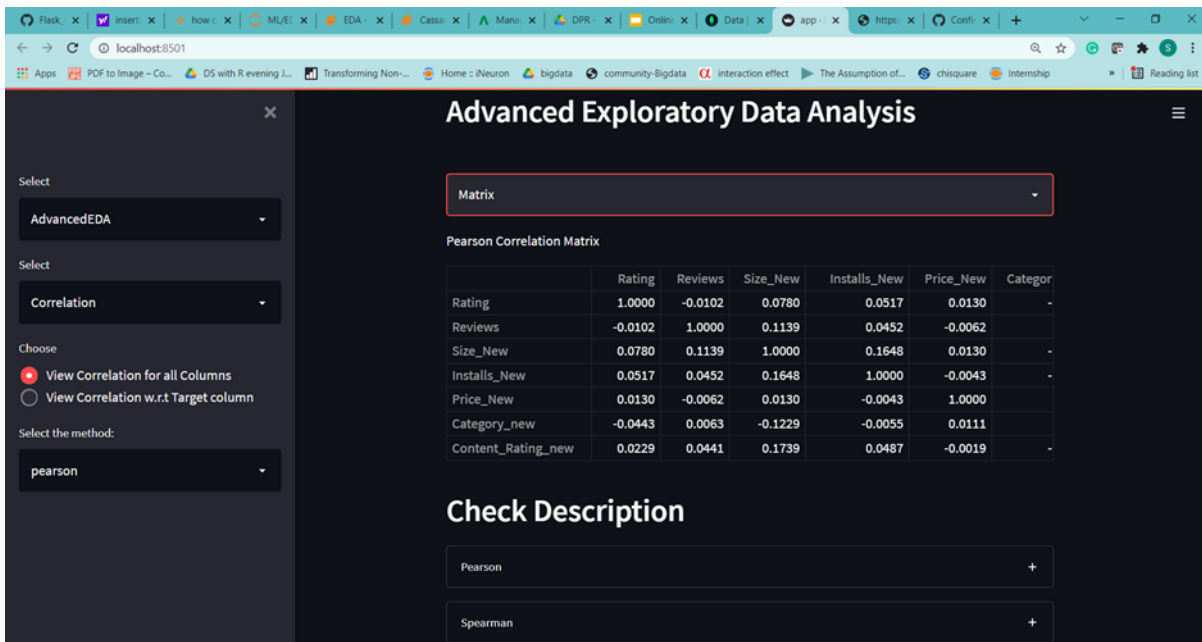 Flask_ insert: how c. ML/EI EDA - Cassa Mana DPR - Onlin Data | app · https: Confi
localhost:8501
Apps PDF to Image – Co... DS with R evening J... Transforming Non-... Home :: iNeuron bigdata community-Bigdata interaction effect The Assumption of... chisquare Internship » Reading list
Advanced Exploratory Data Analysis
Select
Matrix
AdvancedEDA
Pearson Correlation Matrix
Select
Rating Reviews Size_New Installs_New Price_New Categor
Correlation
Rating 1.0000 -0.0102 0.0780 0.0517 0.0130 -
Reviews -0.0102 1.0000 0.1139 0.0452 -0.0062
Choose
Size_New 0.0780 0.1139 1.0000 0.1648 0.0130 -
View Correlation for all Columns
Installs_New 0.0517 0.0452 0.1648 1.0000 -0.0043 -
View Correlation w.r.t Target column
Price_New 0.0130 -0.0062 0.0130 -0.0043 1.0000
Category_new -0.0443 0.0063 -0.1229 -0.0055 0.0111
Select the method:
Content_Rating_new 0.0229 0.0441 0.1739 0.0487 -0.0019 -
pearson
Check Description
Pearson
Spearman